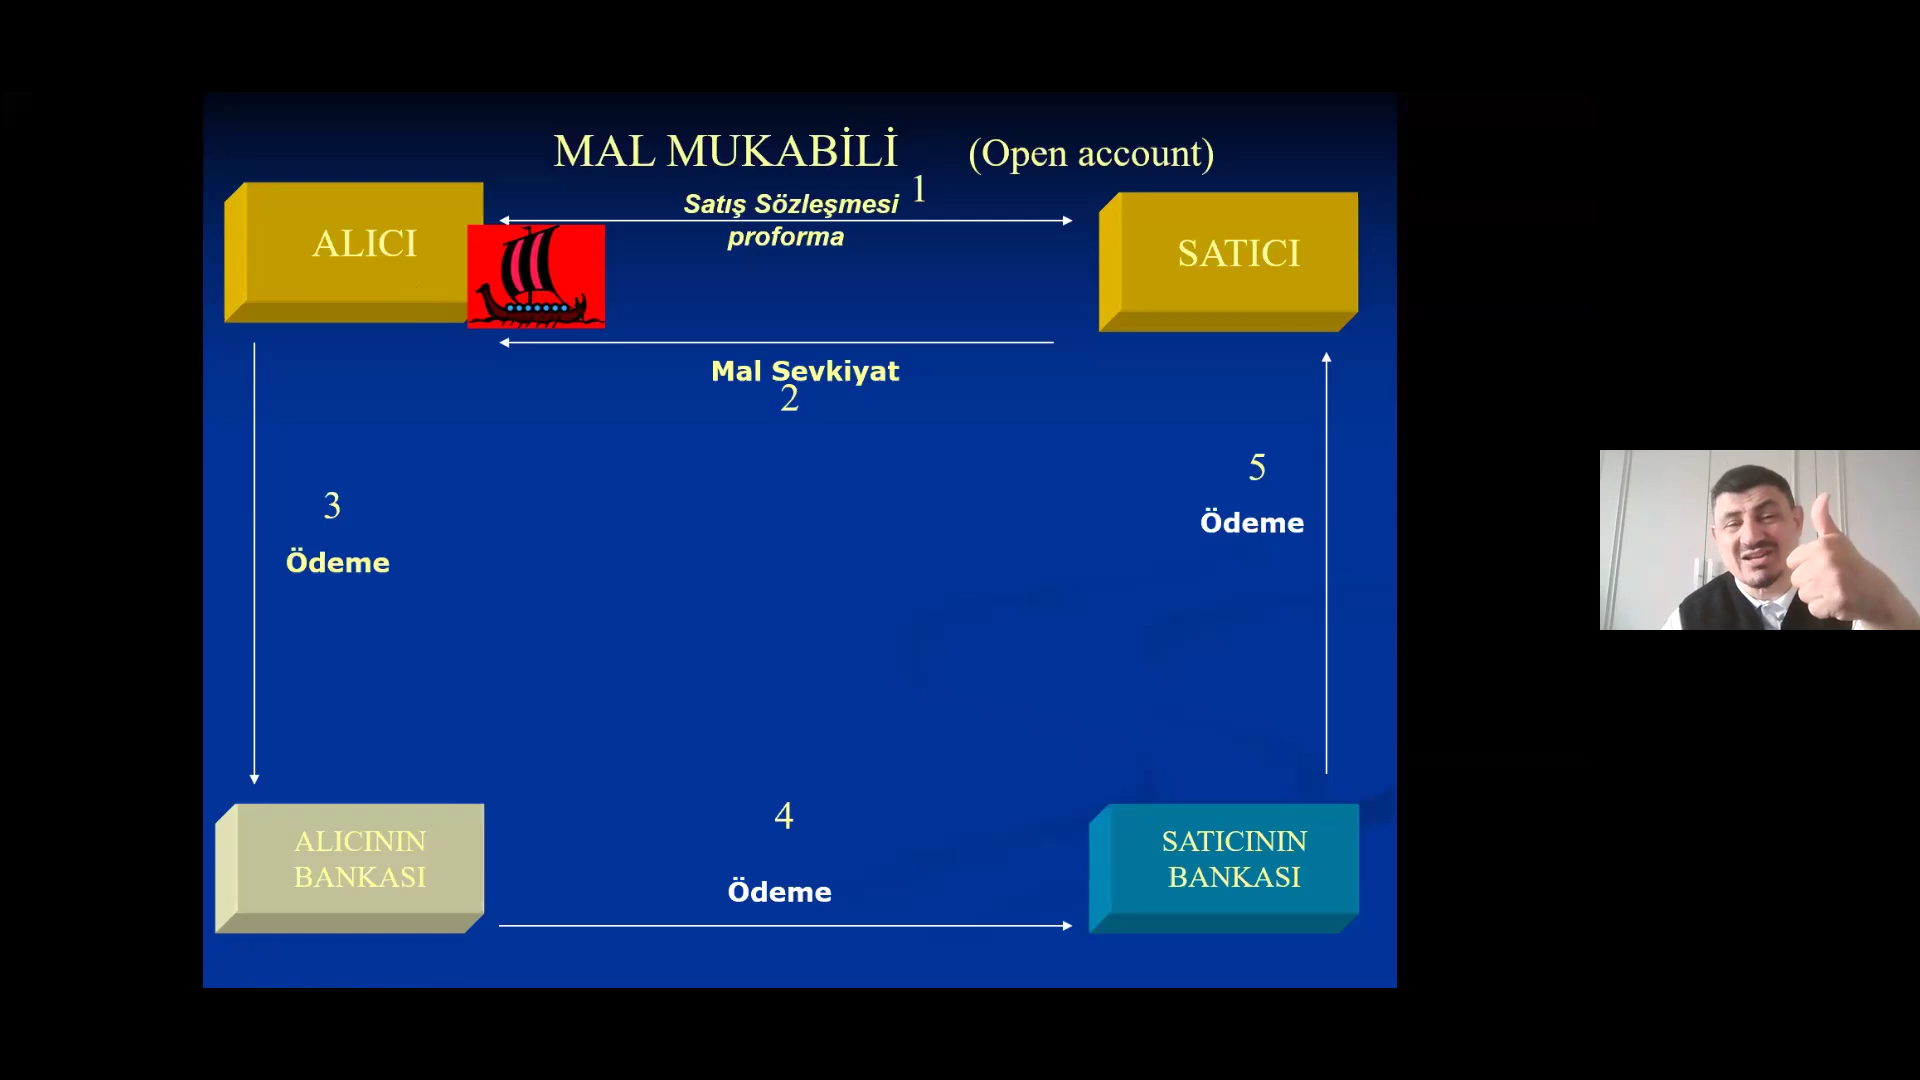 MAL MUKABİLİ (Open account)
Satış Sözleşmesi 1
proforma
ALICI
SATICI
Mal Sevkiyat
2
3
Ödeme
5
Ödeme
4
Ödeme
ALICININ
BANKASI
SATICININ
BANKASI